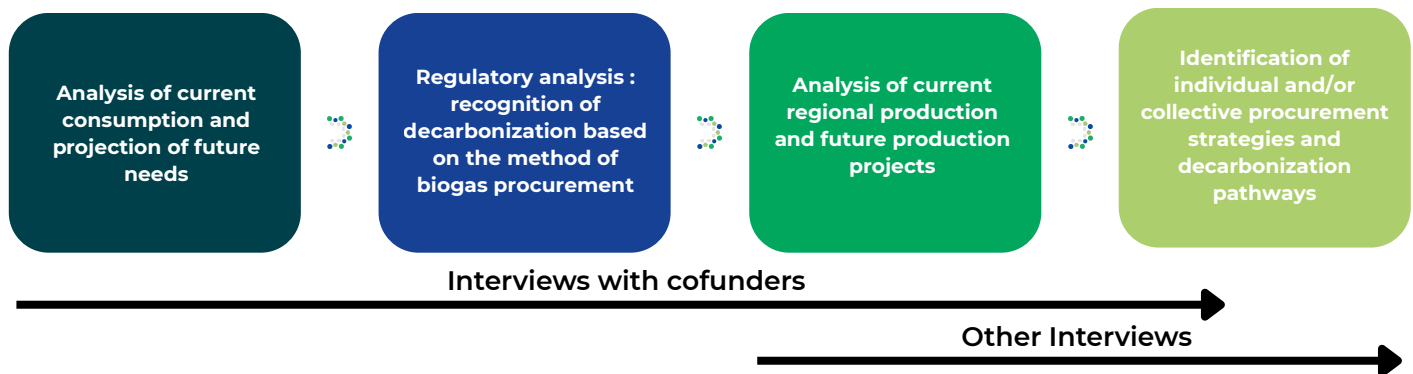 Analysis of current
consumption and
projection of future
needs
Regulatory analysis :
recognition of
decarbonization based
on the method of
biogas procurement
Analysis of current
regional production
and future production
projects
Identification of
individual and/or
collective procurement
strategies and
decarbonization
pathways
Interviews with cofunders
Other Interviews